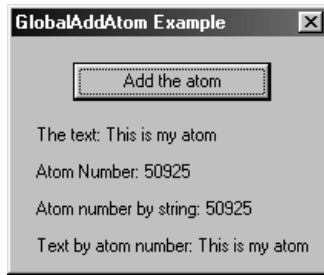 GlobalAddAtom Example
Add the atom
The text: This is my atom
Atom Number: 50925
Atom number by string: 50925
Text by atom number: This is my atom